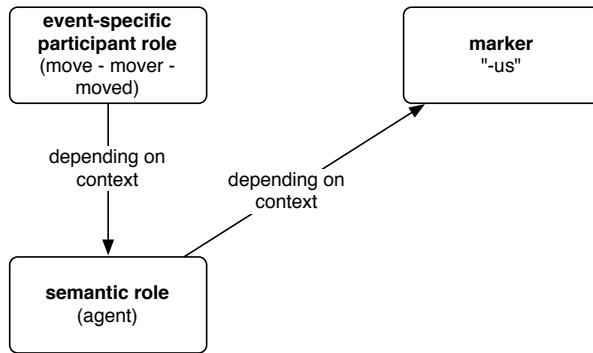 event-specific
participant role
(move - mover -
moved)
marker
"-us"
depending on
context
depending on
context
semantic role
(agent)